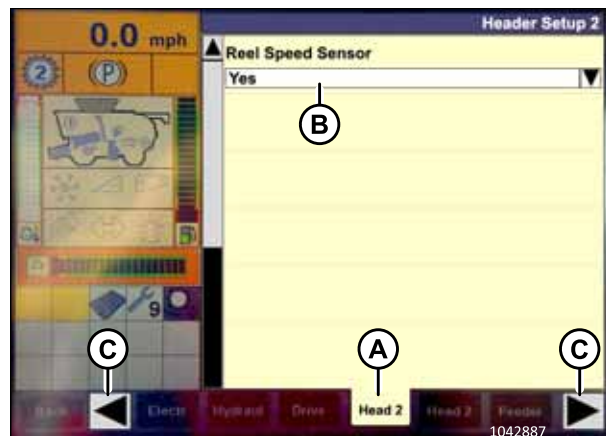 Header Setup 2
0.0 mph
2
(P)
Reel Speed Sensor
Yes
B
9
C
A
C
Back
Electr
Hydraul
Drive
Head 2
Head 2
Feeder
1042887